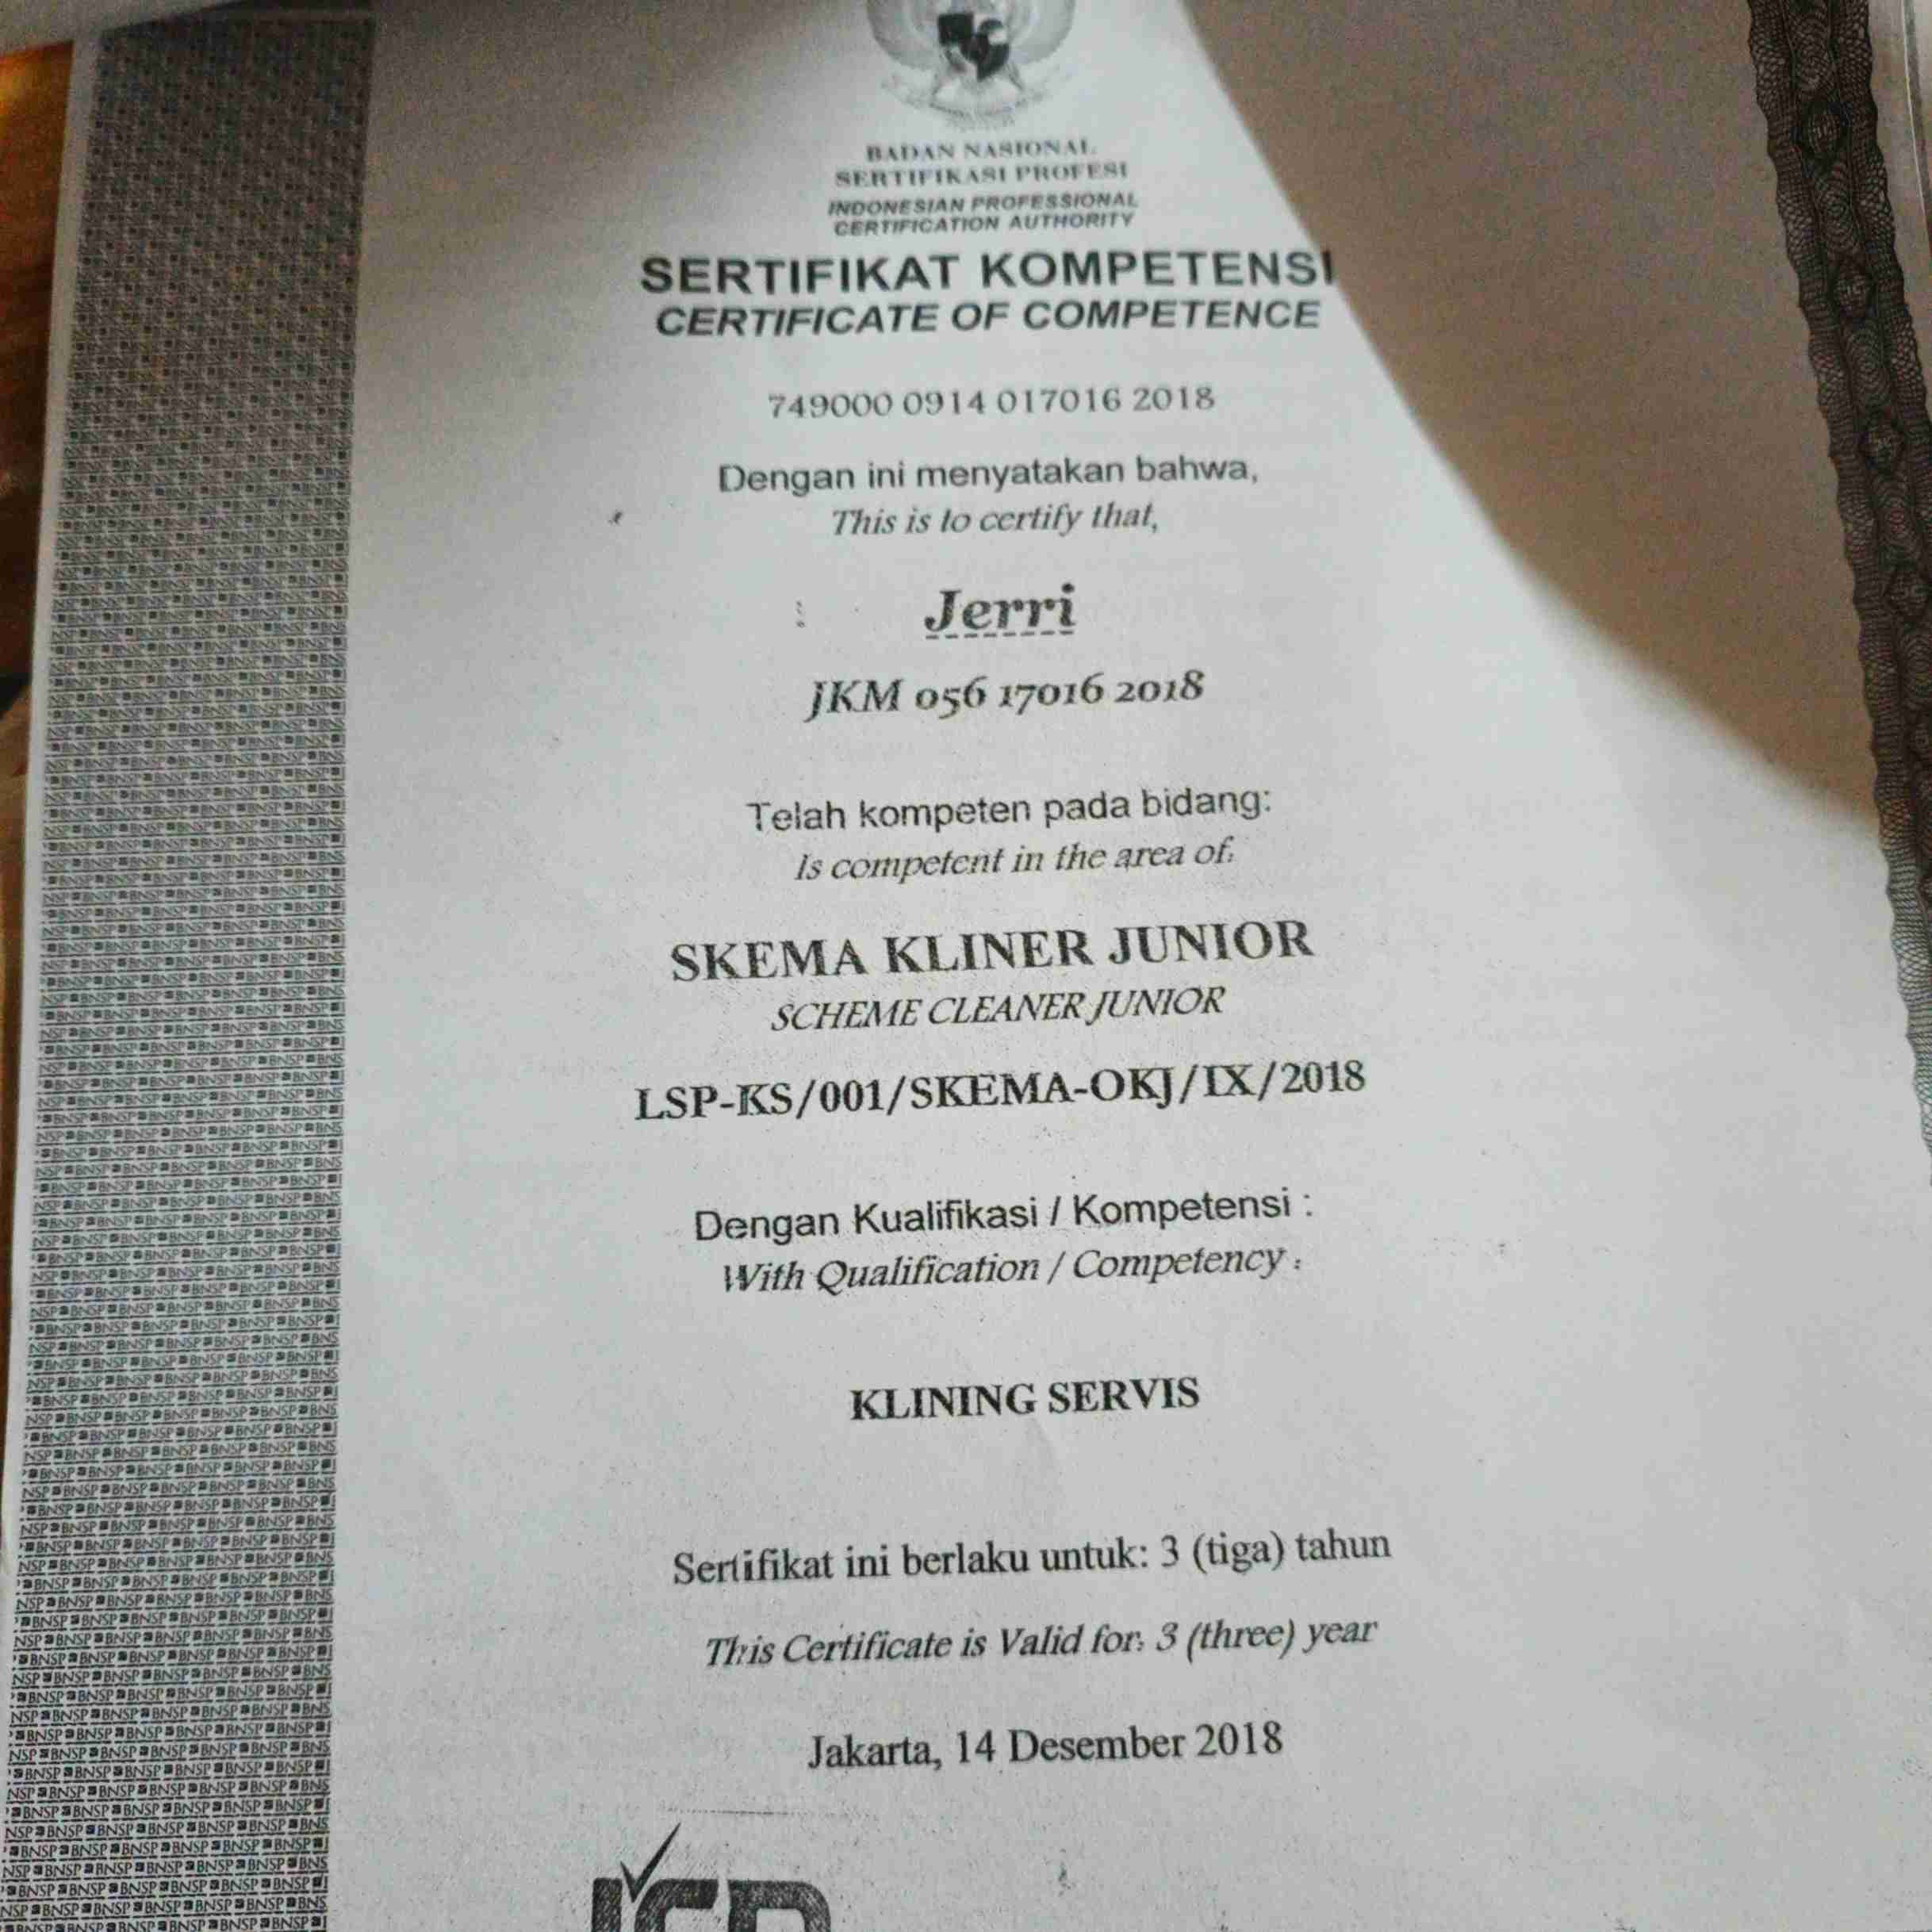 BADAN NASIONAL
SERTIFIKASI PROFESI
INDONESIAN PROFESSIONAL
CERTIFICATION AUTHORITY
SERTIFIKAT KOMPETENSI
CERTIFICATE OF COMPETENCE
749000 0914 017016 2018
Dengan ini menyatakan bahwa,
This is to certify that,
Jerri
JKM 056 17016 2018
Telah kompeten pada bidang:
Is competent in the area of:
SKEMA KLINER JUNIOR
SCHEME CLEANER JUNIOR
LSP-KS/001/SKEMA-OKJ/IX/2018
Dengan Kualifikasi / Kompetensi :
With Qualification / Competency :
KLINING SERVIS
Sertifikat ini berlaku untuk: 3 (tiga) tahun
This Certificate is Valid for: 3 (three) year
Jakarta, 14 Desember 2018